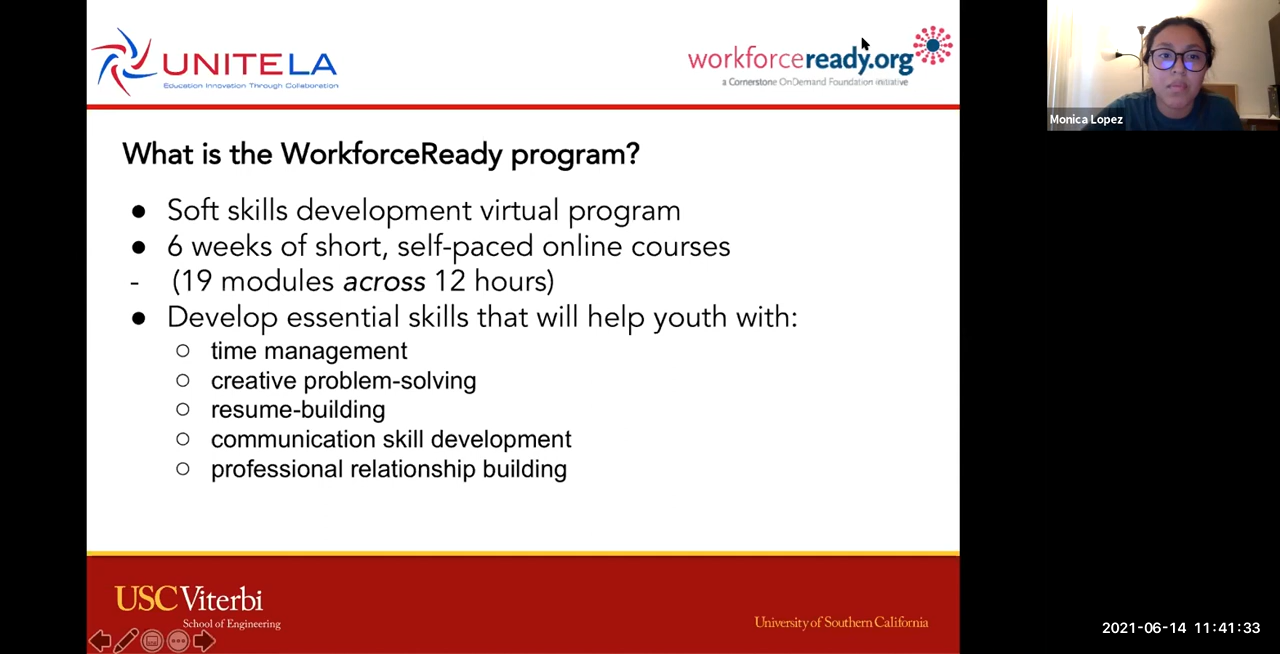 UNITELA
Education Innovation Through Collaboration
workforceready.org
a Cornerstone OnDemand Foundation initiative
Monica Lopez
What is the WorkforceReady program?
● Soft skills development virtual program
● 6 weeks of short, self-paced online courses
- (19 modules across 12 hours)
● Develop essential skills that will help youth with:
○ time management
○ creative problem-solving
○ resume-building
○ communication skill development
○ professional relationship building
USC Viterbi
School of Engineering
University of Southern California
2021-06-14 11:41:33